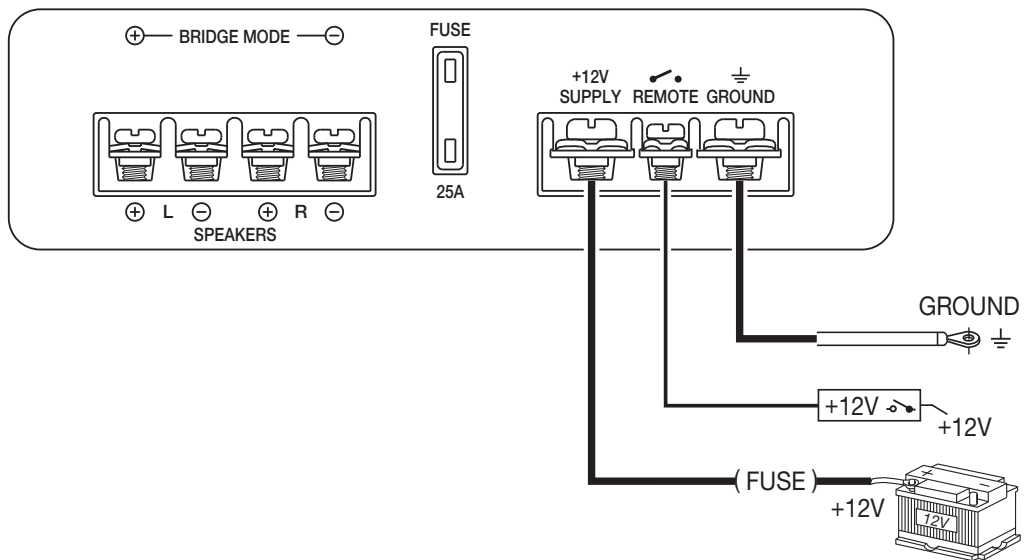 ⊕ BRIDGE MODE ⊖
FUSE
25A
+12V
SUPPLY
REMOTE
GROUND
⊕ L ⊖ ⊕ R ⊖
SPEAKERS
GROUND
+12V
+12V
( FUSE )
+12V
+ −
12V